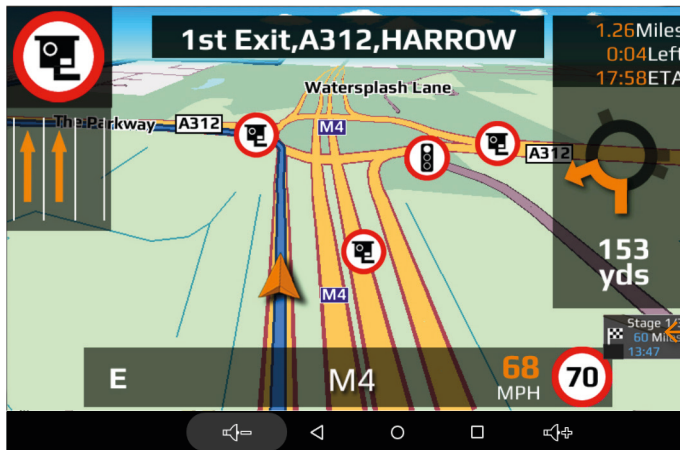 1st Exit,A312,HARROW
1.26Miles
0:04Left
17:58ETA
Watersplash Lane
The Parkway
A312
M4
A312
153
yds
M4
Stage 1/
60 Miles
13:47
E
M4
68
MPH
70